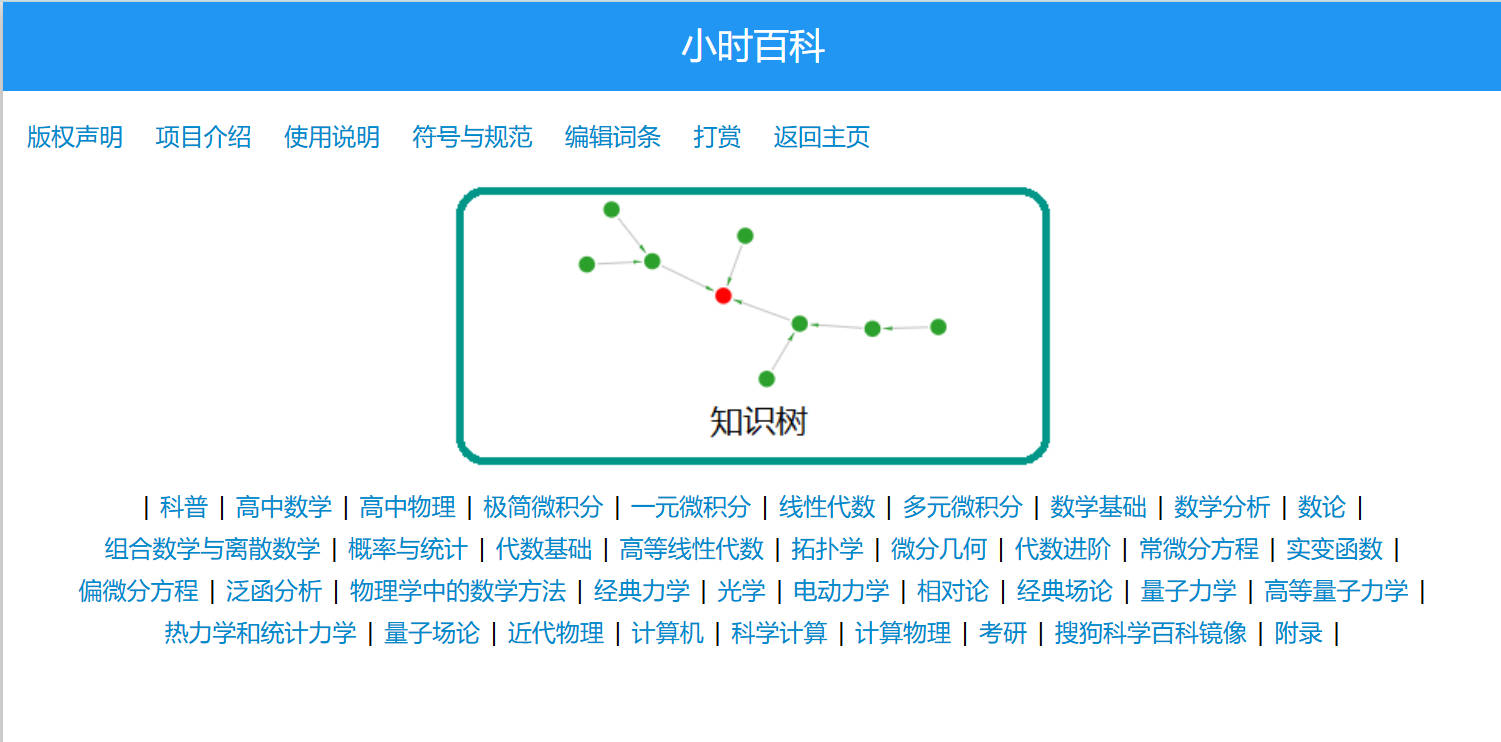 小时百科
版权声明 项目介绍 使用说明 符号与规范 编辑词条 打赏 返回主页
知识树
| 科普 | 高中数学 | 高中物理 | 极简微积分 | 一元微积分 | 线性代数 | 多元微积分 | 数学基础 | 数学分析 | 数论 |
组合数学与离散数学 | 概率与统计 | 代数基础 | 高等线性代数 | 拓扑学 | 微分几何 | 代数进阶 | 常微分方程 | 实变函数 |
偏微分方程 | 泛函分析 | 物理学中的数学方法 | 经典力学 | 光学 | 电动力学 | 相对论 | 经典场论 | 量子力学 | 高等量子力学 |
热力学和统计力学 | 量子场论 | 近代物理 | 计算机 | 科学计算 | 计算物理 | 考研 | 搜狗科学百科镜像 | 附录 |